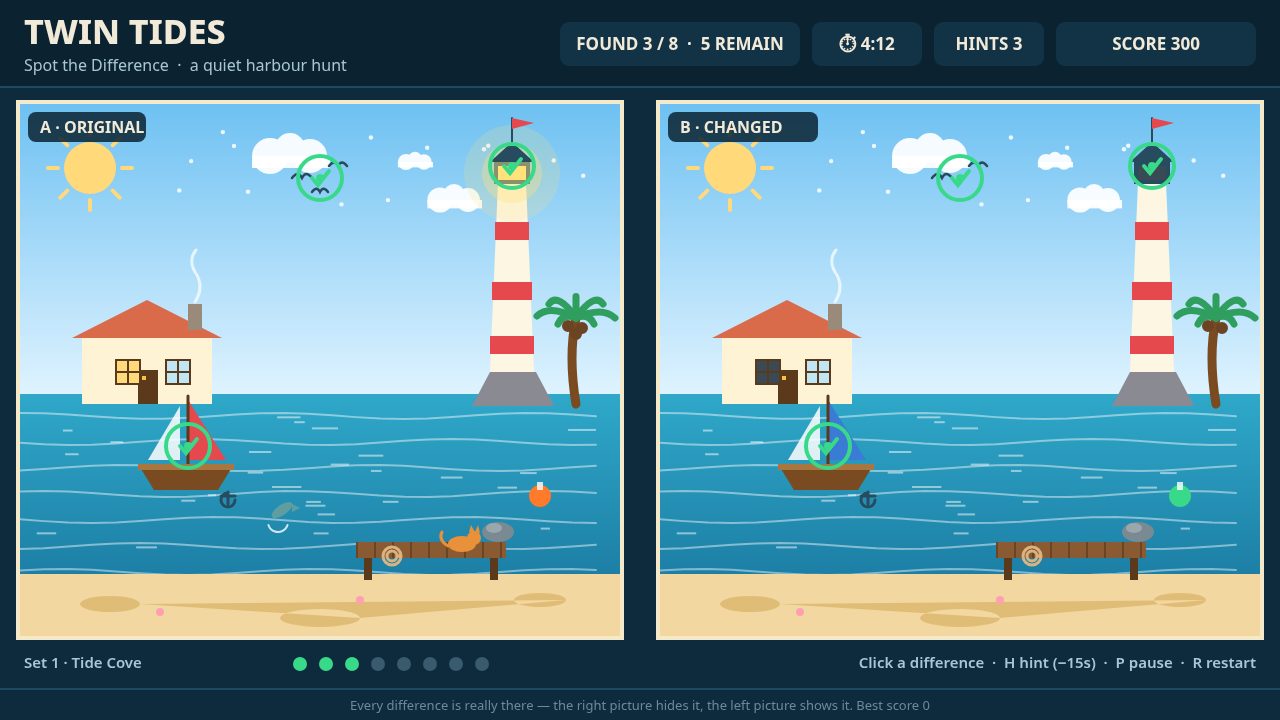 TWIN TIDES
Spot the Difference · a quiet harbour hunt
FOUND 3 / 8 · 5 REMAIN
⏱ 4:12
HINTS 3
SCORE 300
A · ORIGINAL
B · CHANGED
Set 1 · Tide Cove
Click a difference · H hint (−15s) · P pause · R restart
Every difference is really there — the right picture hides it, the left picture shows it. Best score 0